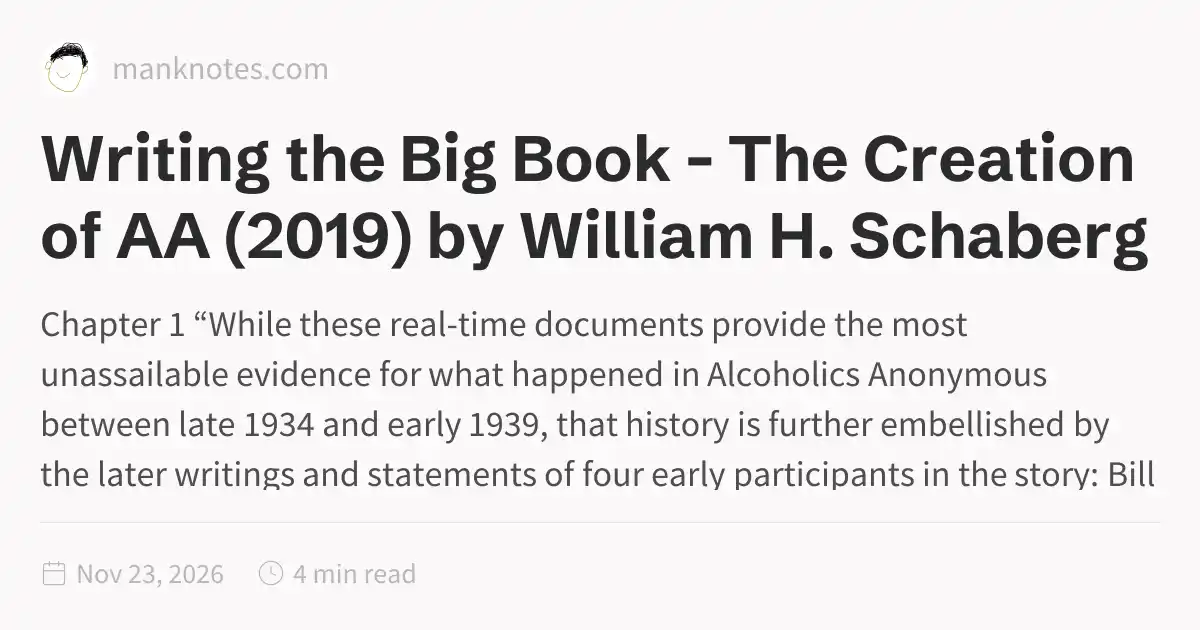 manknotes.com
Writing the Big Book - The Creation
of AA (2019) by William H. Schaberg
Chapter 1 “While these real-time documents provide the most
unassailable evidence for what happened in Alcoholics Anonymous
between late 1934 and early 1939, that history is further embellished by
the later writings and statements of four early participants in the story: Bill
Nov 23, 2026
4 min read